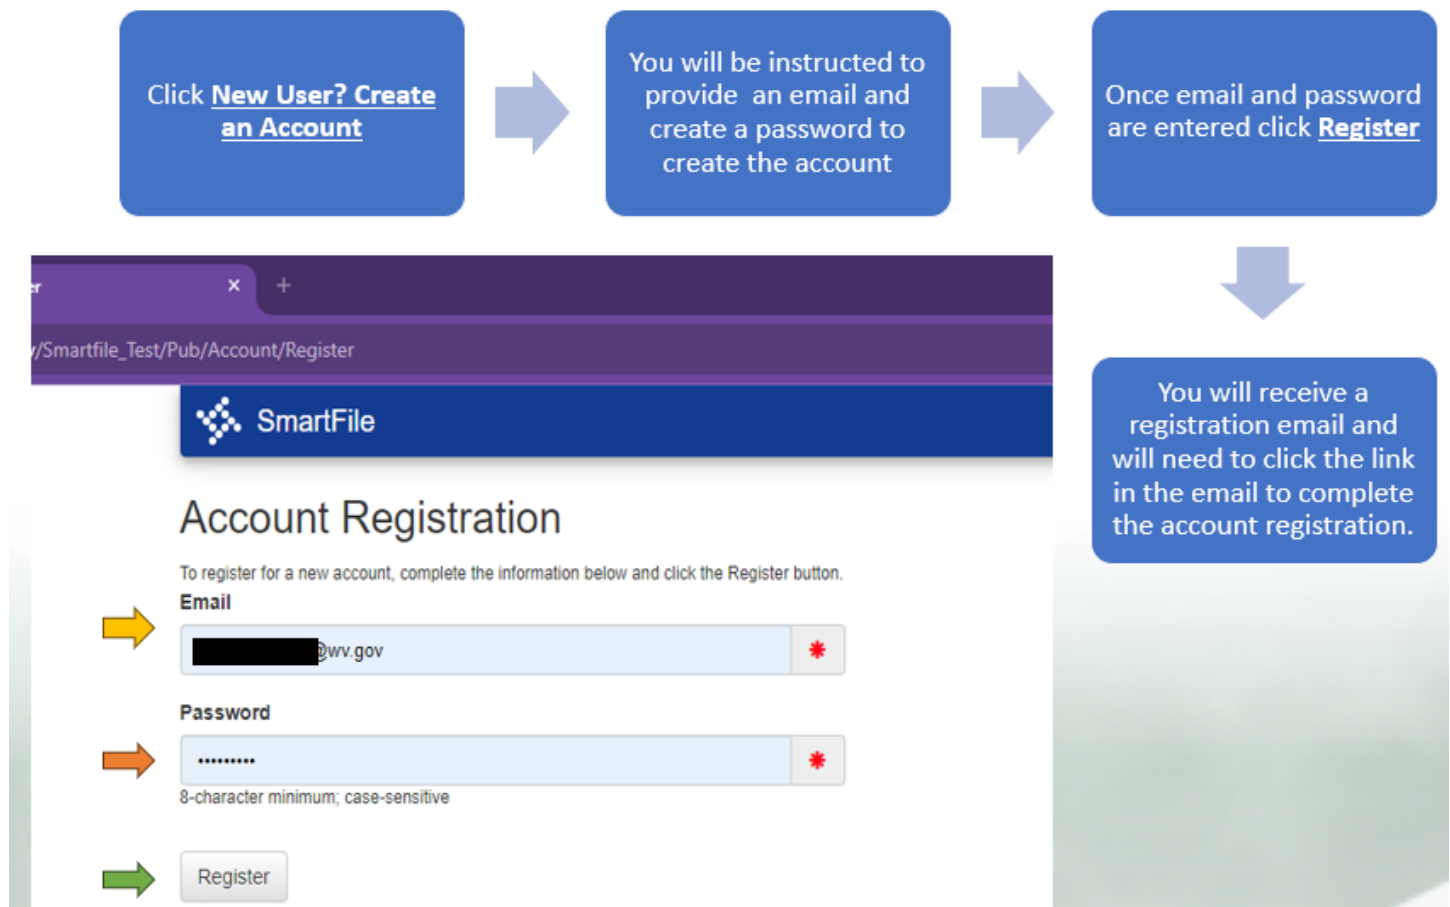 Click New User? Create
an Account
You will be instructed to
provide an email and
create a password to
create the account
Once email and password
are entered click Register
You will receive a
registration email and
will need to click the link
in the email to complete
the account registration.
er × +
y/Smartfile_Test/Pub/Account/Register
SmartFile
Account Registration
To register for a new account, complete the information below and click the Register button.
Email
@wv.gov
Password
•••••••••
8-character minimum; case-sensitive
Register